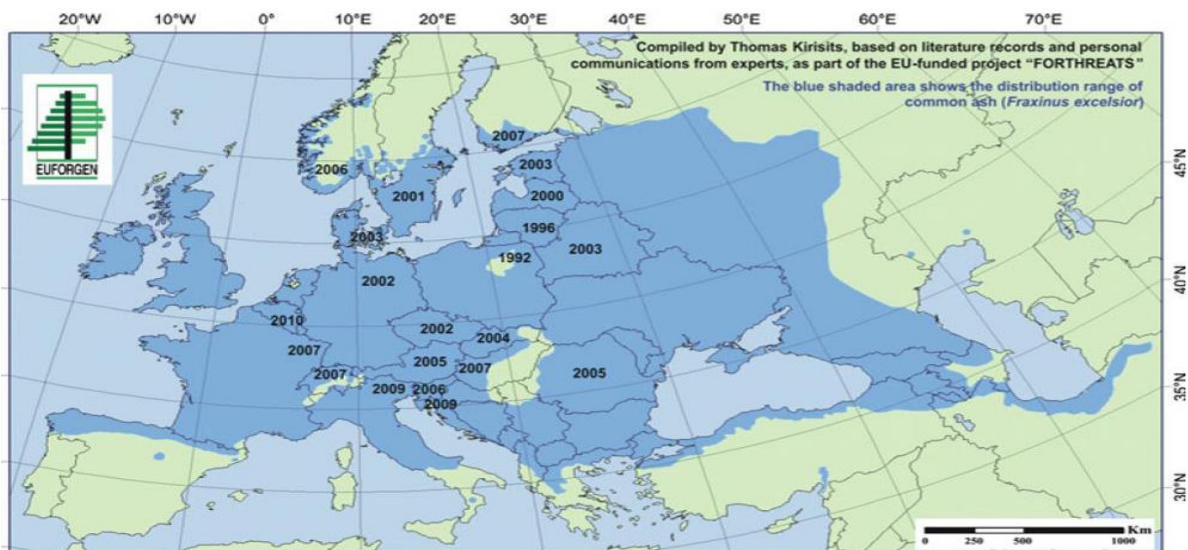 20°W 10°W 0° 10°E 20°E 30°E 40°E 50°E 60°E 70°E
Compiled by Thomas Kirisits, based on literature records and personal
communications from experts, as part of the EU-funded project “FORTHREATS”
The blue shaded area shows the distribution range of
common ash (Fraxinus excelsior)
EUFORGEN
2007
2003
2006
2001
2000
1996
2003
2003
1992
2002
2010
2002
2004
2007
2005
2007
2007
2005
2009
2006
2009
45°N
40°N
35°N
30°N
Km
0 250 500 1000